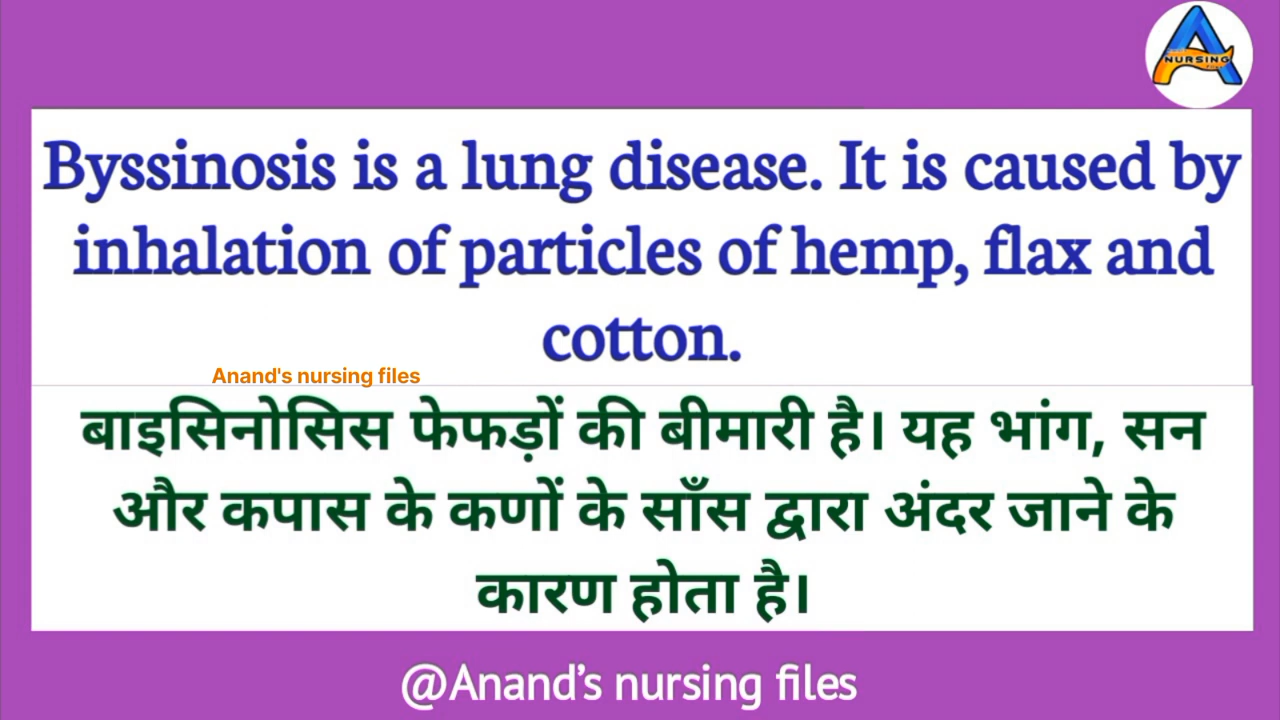 NURSING
Byssinosis is a lung disease. It is caused by
inhalation of particles of hemp, flax and
cotton.
Anand's nursing files
बाइसिनोसिस फेफड़ों की बीमारी है। यह भांग, सन
और कपास के कणों के साँस द्वारा अंदर जाने के
कारण होता है।
@Anand’s nursing files